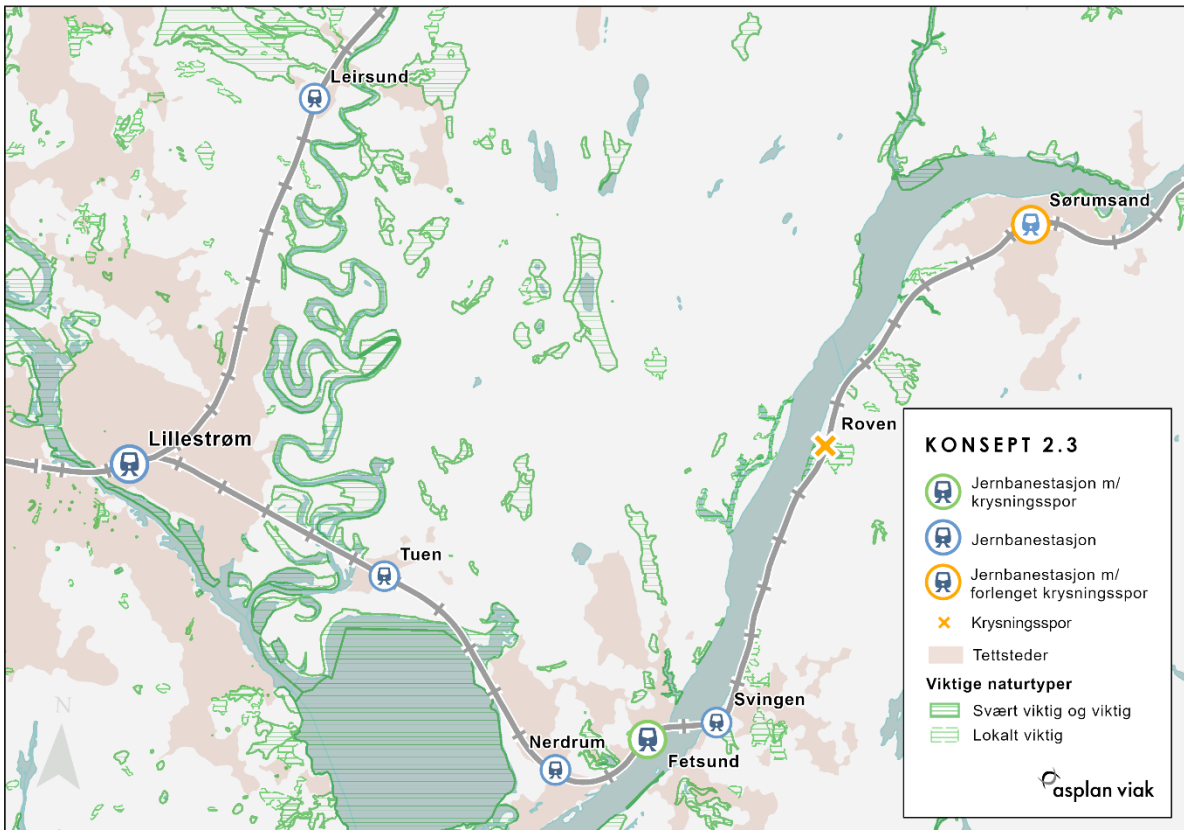 Leirsund
Sørumsand
Lillestrøm
Roven
Tuen
Svingen
Nerdrum
Fetsund
N
KONSEPT 2.3
Jernbanestasjon m/
krysningsspor
Jernbanestasjon
Jernbanestasjon m/
forlenget krysningsspor
Krysningsspor
Tettsteder
Viktige naturtyper
Svært viktig og viktig
Lokalt viktig
asplan viak